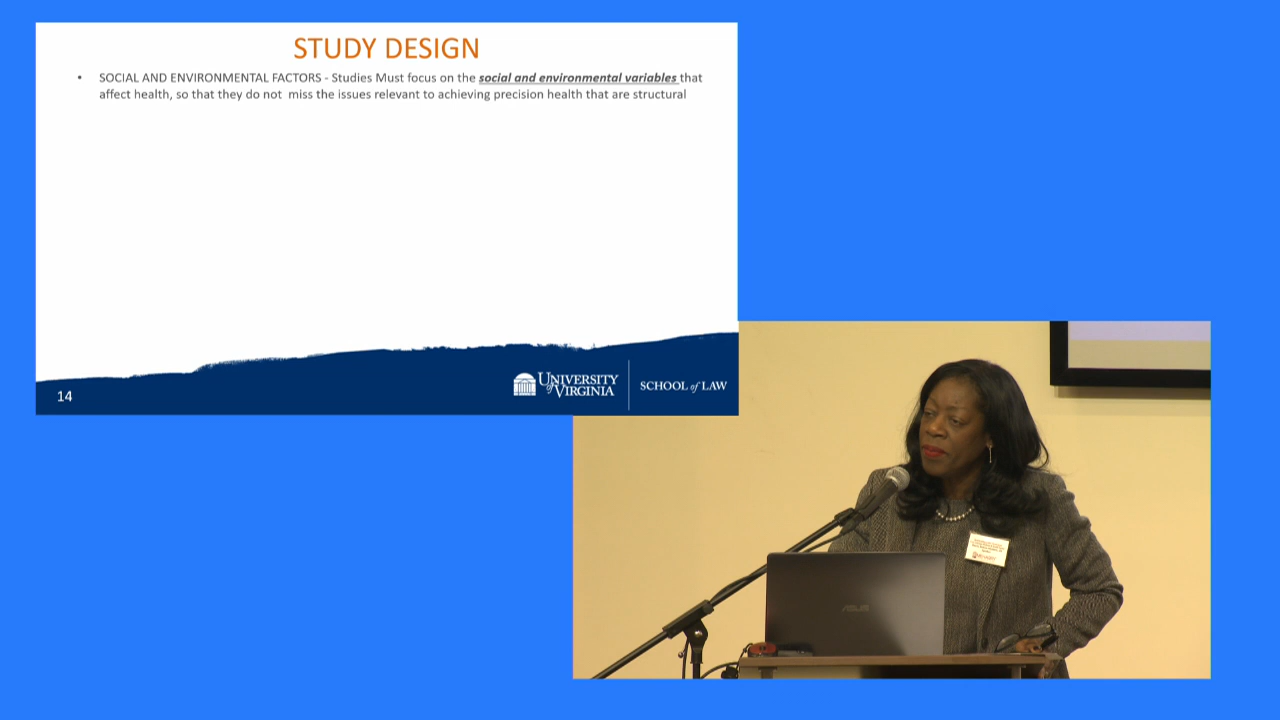 STUDY DESIGN
• SOCIAL AND ENVIRONMENTAL FACTORS - Studies Must focus on the social and environmental variables that
affect health, so that they do not  miss the issues relevant to achieving precision health that are structural
14
UNIVERSITY
of VIRGINIA
SCHOOL of LAW
ASUS